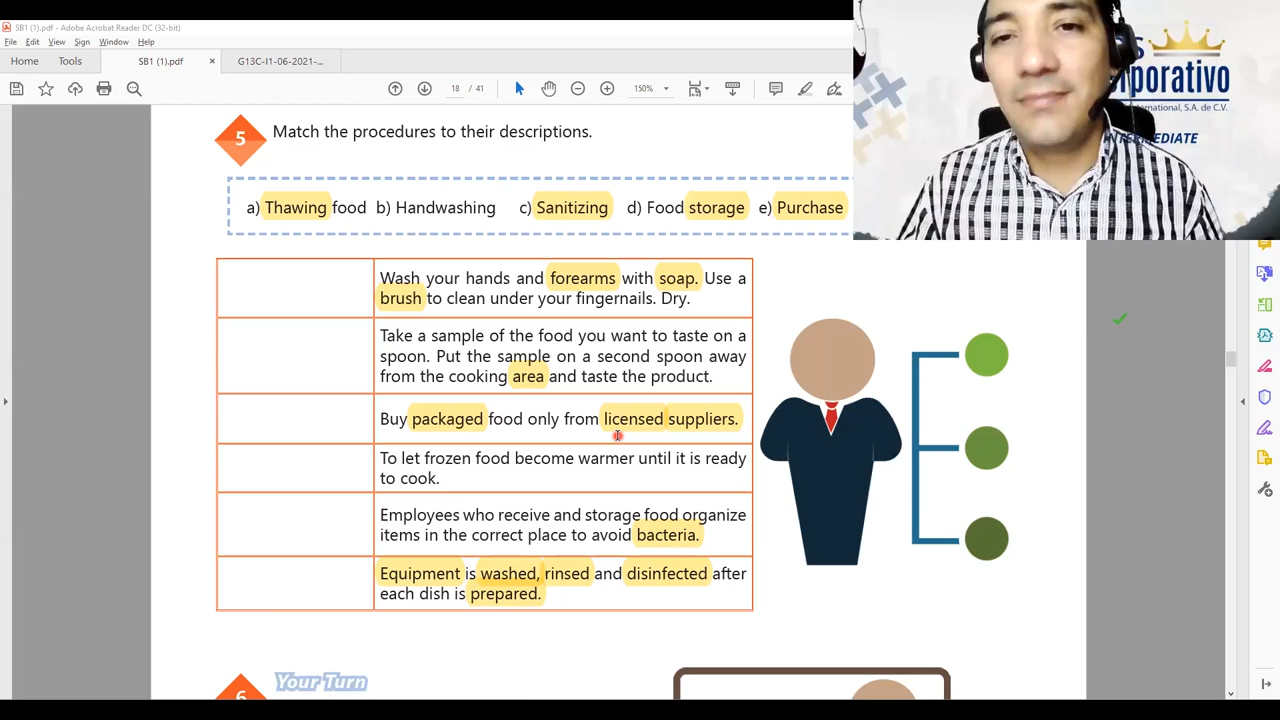 SB1 (1).pdf - Adobe Acrobat Reader DC (32-bit)
File Edit View Sign Window Help
Home Tools SB1 (1).pdf × G13C-I1-06-2021-...
18 / 41 150%
5 Match the procedures to their descriptions.
a) Thawing food b) Handwashing c) Sanitizing d) Food storage e) Purchase
Wash your hands and forearms with soap. Use a
brush to clean under your fingernails. Dry.
Take a sample of the food you want to taste on a
spoon. Put the sample on a second spoon away
from the cooking area and taste the product.
Buy packaged food only from licensed suppliers.
To let frozen food become warmer until it is ready
to cook.
Employees who receive and storage food organize
items in the correct place to avoid bacteria.
Equipment is washed, rinsed and disinfected after
each dish is prepared.
6 Your Turn
S
rporativo
International, S.A. de C.V.
INTERMEDIATE